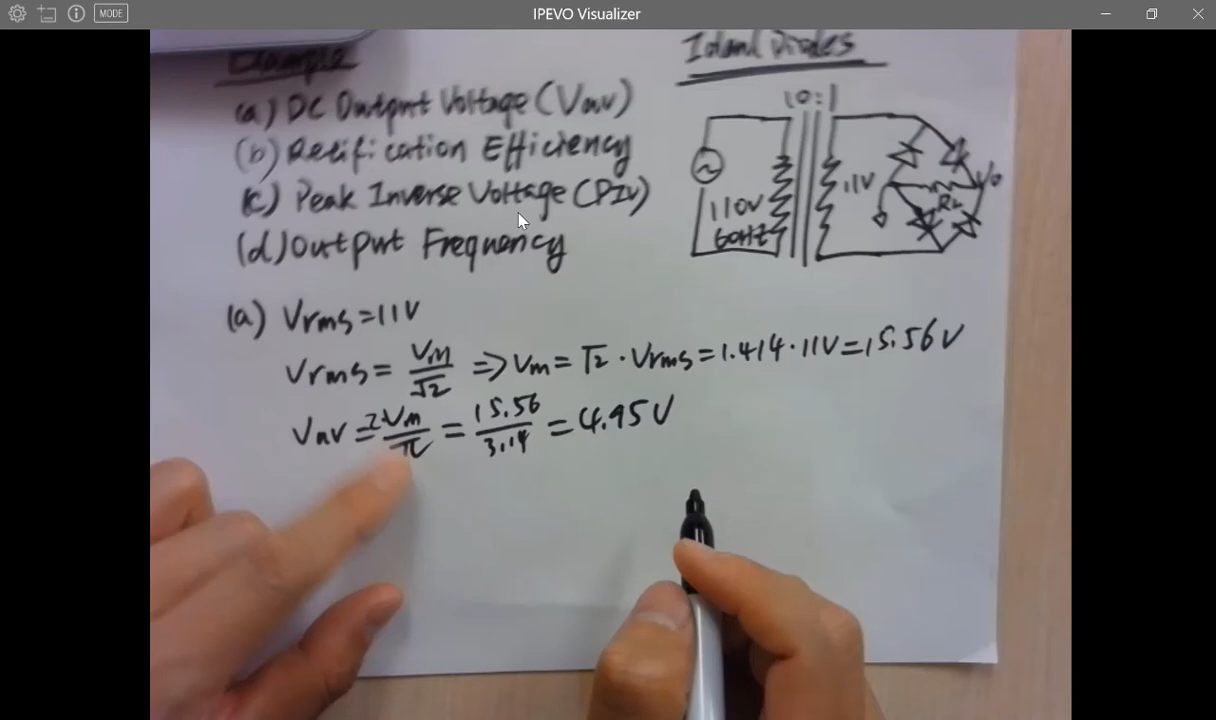 MODE
IPEVO Visualizer
Example
Ideal Diodes
(a) DC Output Voltage (Vav)
(b) Rectification Efficiency
(c) Peak Inverse Voltage (PIV)
(d) Output Frequency
10:1
110V
60HZ
11V
RL
Vo
(a) Vrms=11V
Vrms = Vm/√2 => Vm = √2 · Vrms = 1.414 · 11V = 15.56 V
Vav = 2Vm/π = 15.56/3.14 = 4.95 V